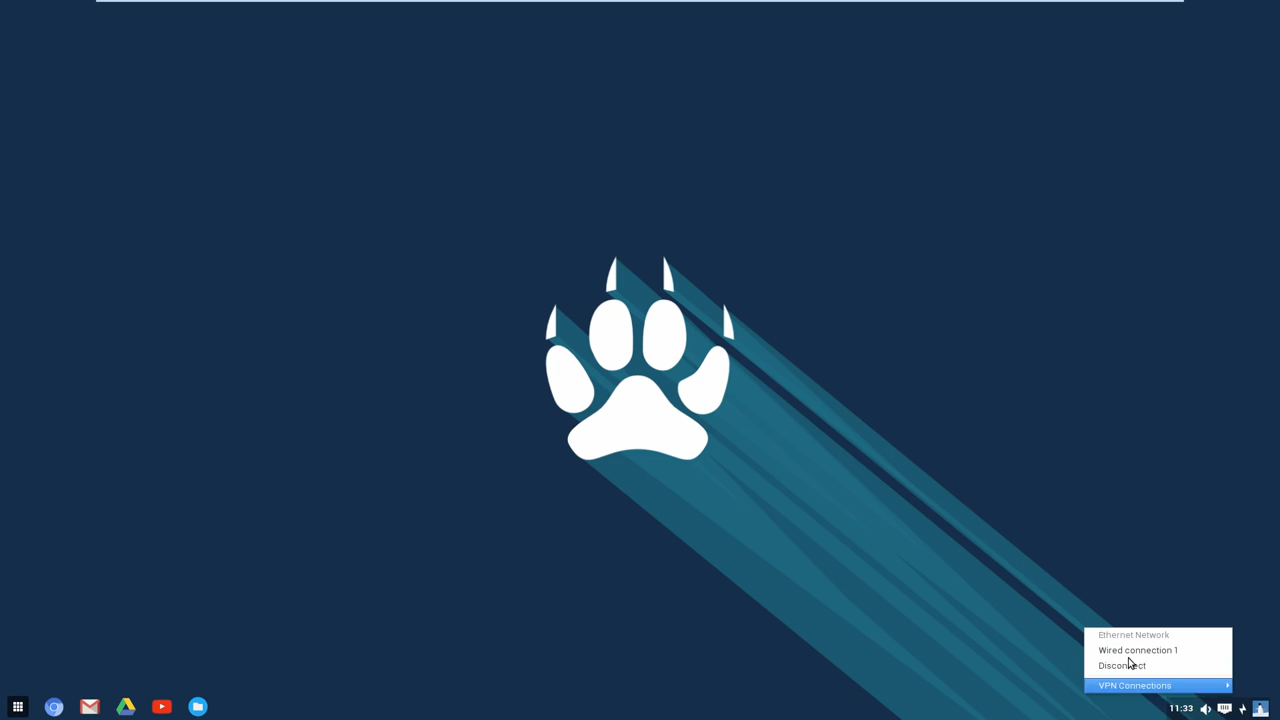 Ethernet Network
Wired connection 1
Disconnect
VPN Connections
11:33